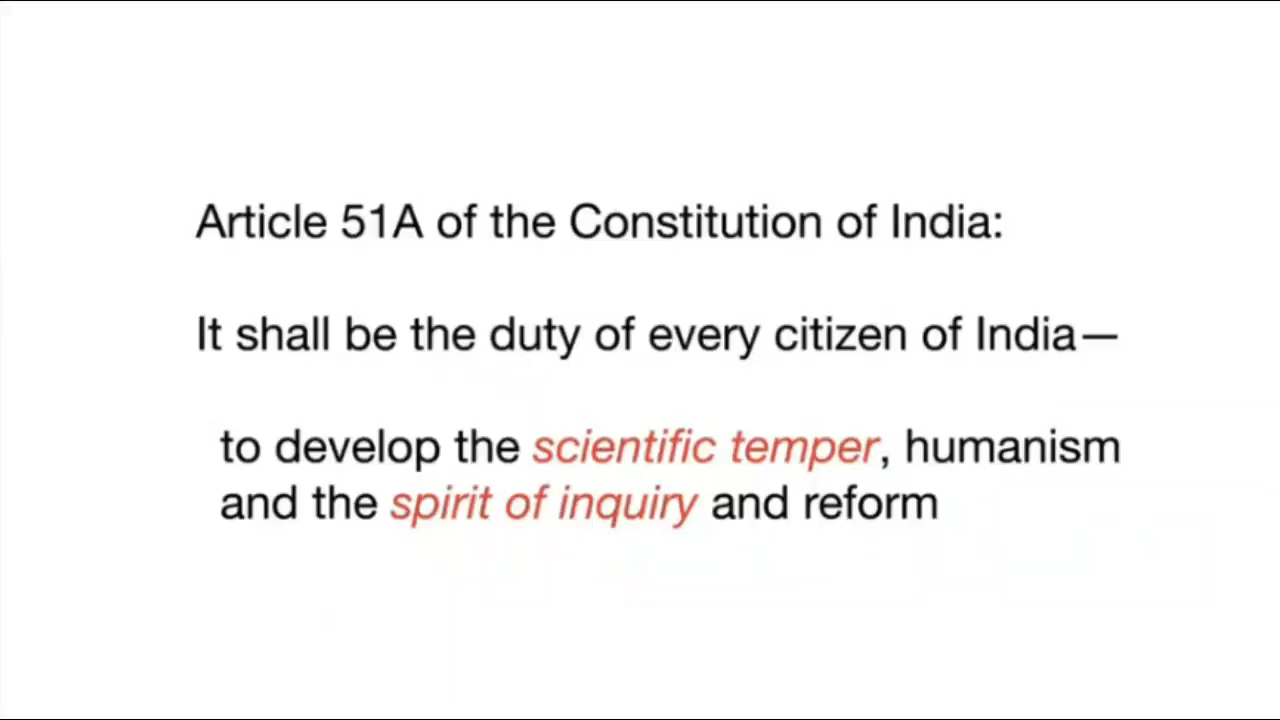 Article 51A of the Constitution of India:
It shall be the duty of every citizen of India—
to develop the scientific temper, humanism
and the spirit of inquiry and reform